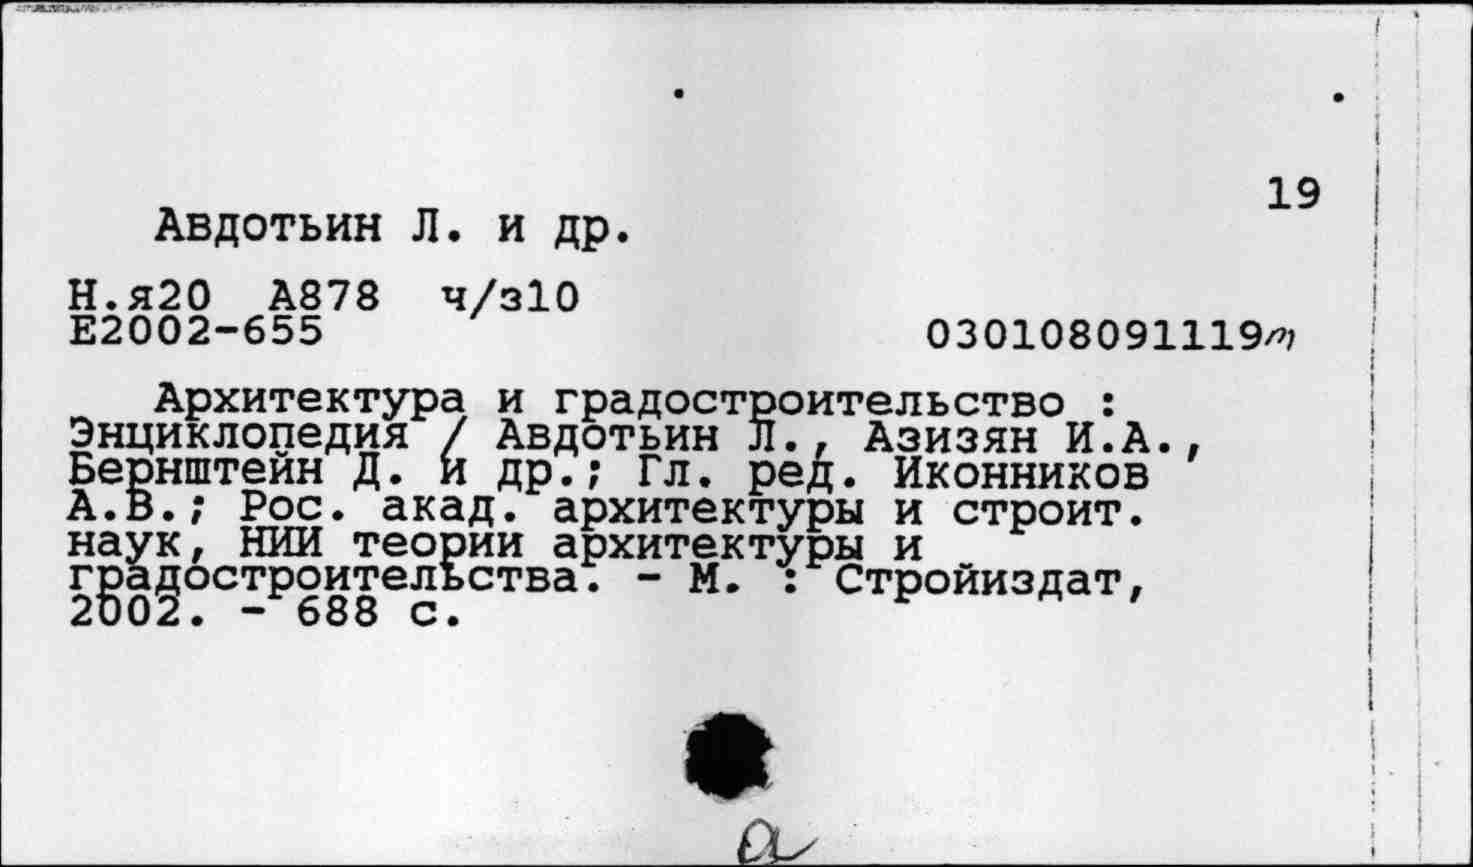 19
Авдотьин Л. и др.
Н.я20 А878 ч/з10
Е2002-655 030108091119
Архитектура и градостроительство :
Энциклопедия / Авдотьин Л., Азизян И.А.,
Бернштейн Д. и др.; Гл. ред. Иконников
А.В.; Рос. акад. архитектуры и строит.
наук, НИИ теории архитектуры и
градостроительства. - М. : Стройиздат,
2002. - 688 с.